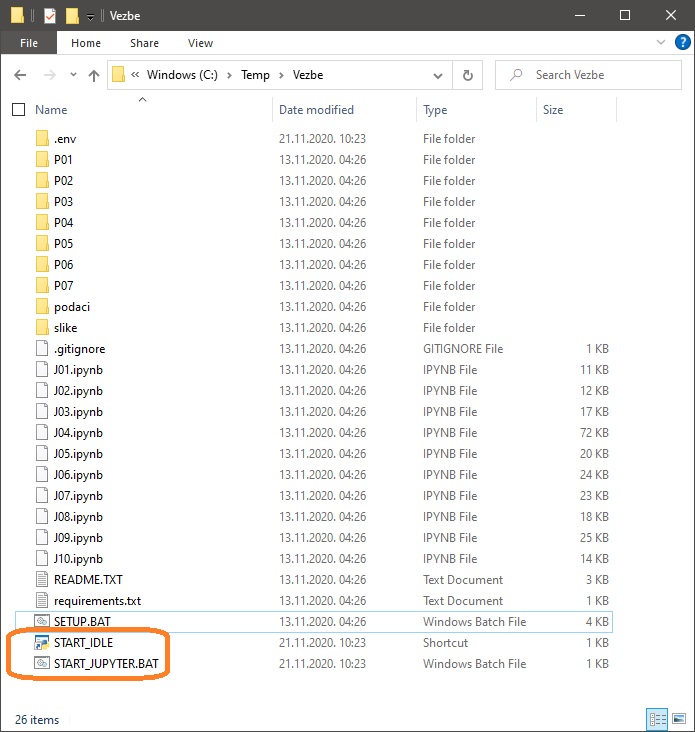 Vezbe
File Home Share View
« Windows (C:) > Temp > Vezbe Search Vezbe
Name Date modified Type Size
.env 21.11.2020. 10:23 File folder
P01 13.11.2020. 04:26 File folder
P02 13.11.2020. 04:26 File folder
P03 13.11.2020. 04:26 File folder
P04 13.11.2020. 04:26 File folder
P05 13.11.2020. 04:26 File folder
P06 13.11.2020. 04:26 File folder
P07 13.11.2020. 04:26 File folder
podaci 13.11.2020. 04:26 File folder
slike 13.11.2020. 04:26 File folder
.gitignore 13.11.2020. 04:26 GITIGNORE File 1 KB
J01.ipynb 13.11.2020. 04:26 IPYNB File 11 KB
J02.ipynb 13.11.2020. 04:26 IPYNB File 12 KB
J03.ipynb 13.11.2020. 04:26 IPYNB File 17 KB
J04.ipynb 13.11.2020. 04:26 IPYNB File 72 KB
J05.ipynb 13.11.2020. 04:26 IPYNB File 20 KB
J06.ipynb 13.11.2020. 04:26 IPYNB File 24 KB
J07.ipynb 13.11.2020. 04:26 IPYNB File 23 KB
J08.ipynb 13.11.2020. 04:26 IPYNB File 18 KB
J09.ipynb 13.11.2020. 04:26 IPYNB File 25 KB
J10.ipynb 13.11.2020. 04:26 IPYNB File 14 KB
README.TXT 13.11.2020. 04:26 Text Document 3 KB
requirements.txt 13.11.2020. 04:26 Text Document 1 KB
SETUP.BAT 13.11.2020. 04:26 Windows Batch File 4 KB
START_IDLE 21.11.2020. 10:23 Shortcut 1 KB
START_JUPYTER.BAT 21.11.2020. 10:23 Windows Batch File 1 KB
26 items